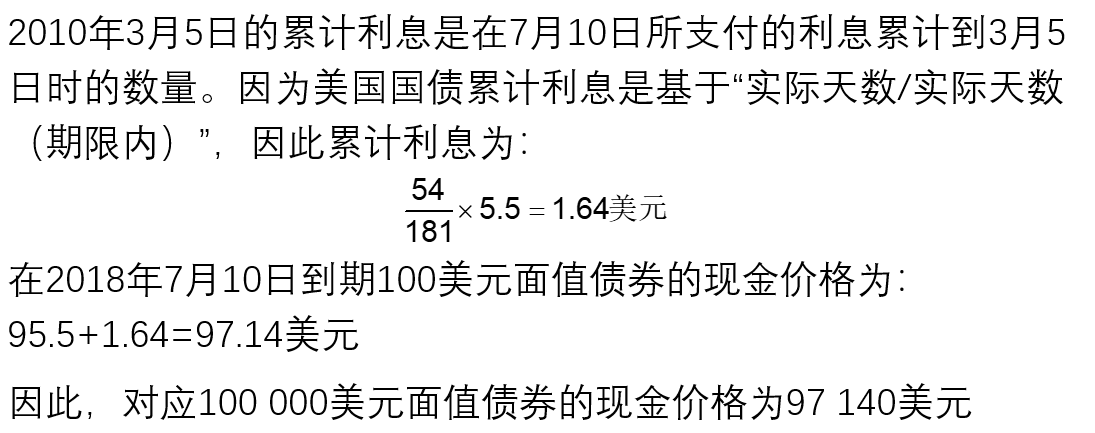 2010年3月5日的累计利息是在7月10日所支付的利息累计到3月5
日时的数量。因为美国国债累计利息是基于“实际天数/实际天数
（期限内）”，因此累计利息为：
54/181 × 5.5 = 1.64美元
在2018年7月10日到期100美元面值债券的现金价格为：
95.5+1.64=97.14美元
因此，对应100 000美元面值债券的现金价格为97 140美元